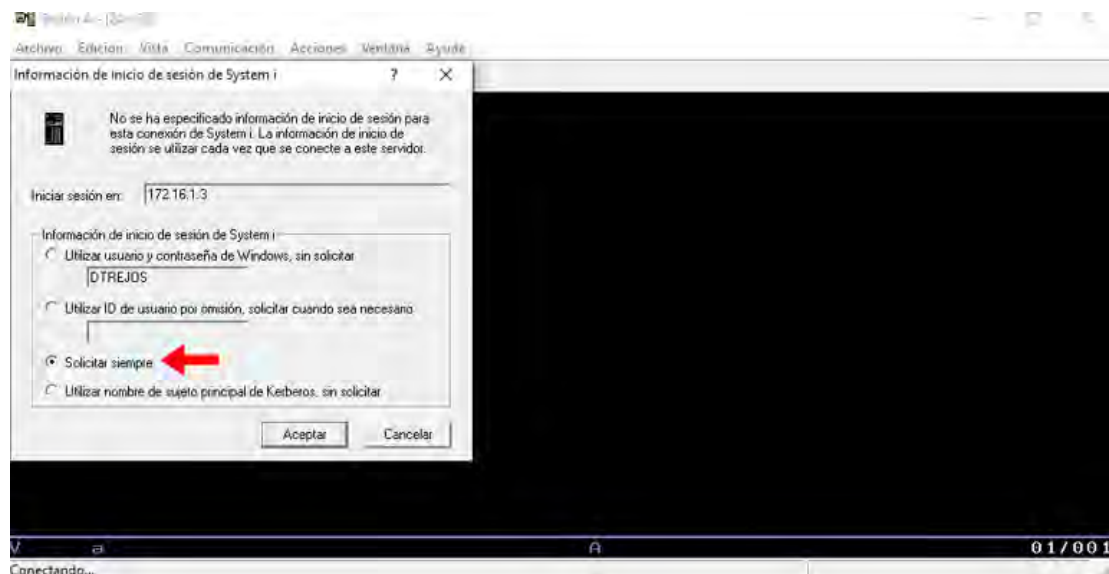 Archivo Edición Vista Comunicación Acciones Ventana Ayuda
Información de inicio de sesión de System i ? X
No se ha especificado información de inicio de sesión para
esta conexión de System i. La información de inicio de
sesión se utilizar cada vez que se conecte a este servidor.
Iniciar sesión en: 172.16.1.3
Información de inicio de sesión de System i
Utilizar usuario y contraseña de Windows, sin solicitar
DTREJOS
Utilizar ID de usuario por omisión, solicitar cuando sea necesario
Solicitar siempre
Utilizar nombre de sujeto principal de Kerberos, sin solicitar
Aceptar Cancelar
V a A 01/001
Conectando...